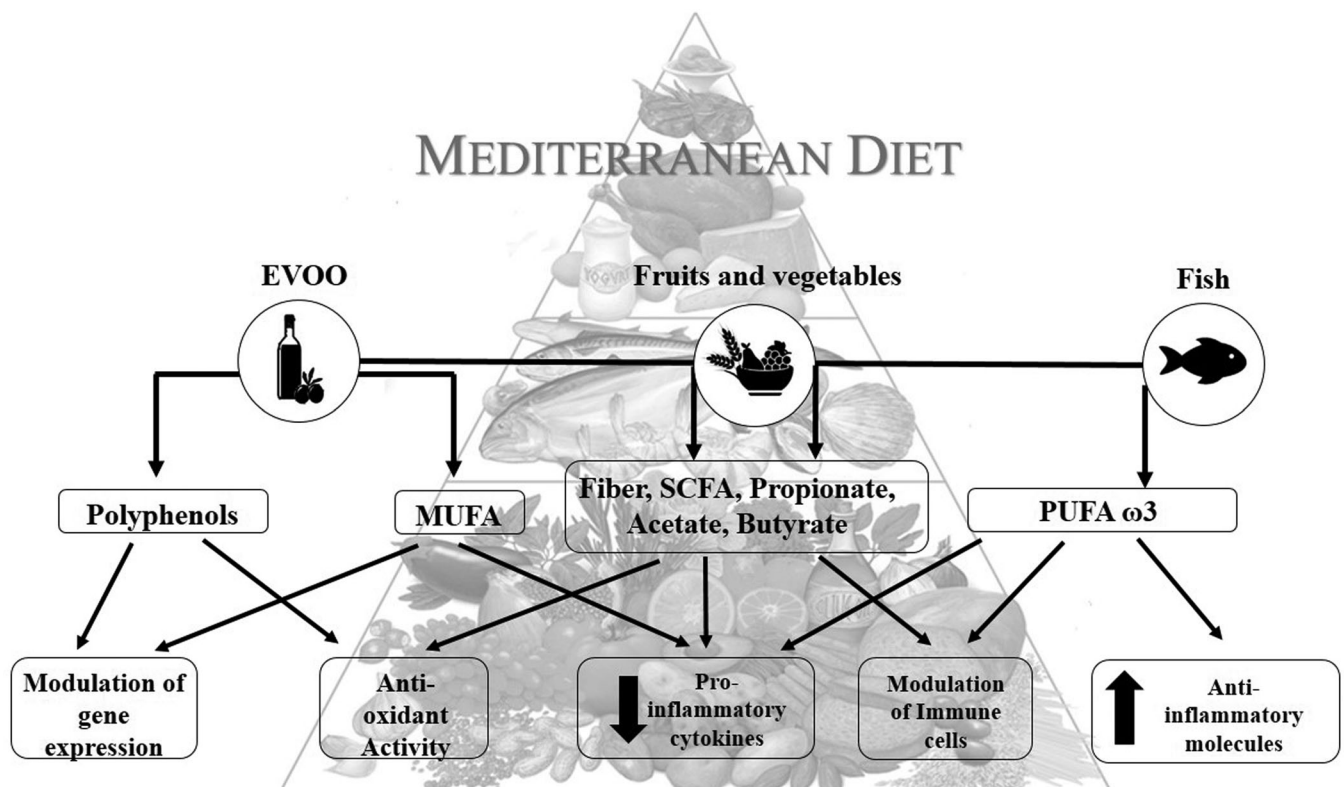 MEDITERRANEAN DIET
EVOO
Fruits and vegetables
Fish
YOGURT
Polyphenols
MUFA
Fiber, SCFA, Propionate,
Acetate, Butyrate
PUFA ω3
Modulation of
gene
expression
Anti-
oxidant
Activity
Pro-
inflammatory
cytokines
Modulation
of Immune
cells
Anti-
inflammatory
molecules